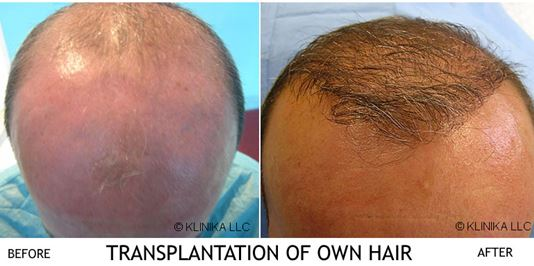 © KLINIKA LLC
© KLINIKA LLC
BEFORE
TRANSPLANTATION OF OWN HAIR
AFTER